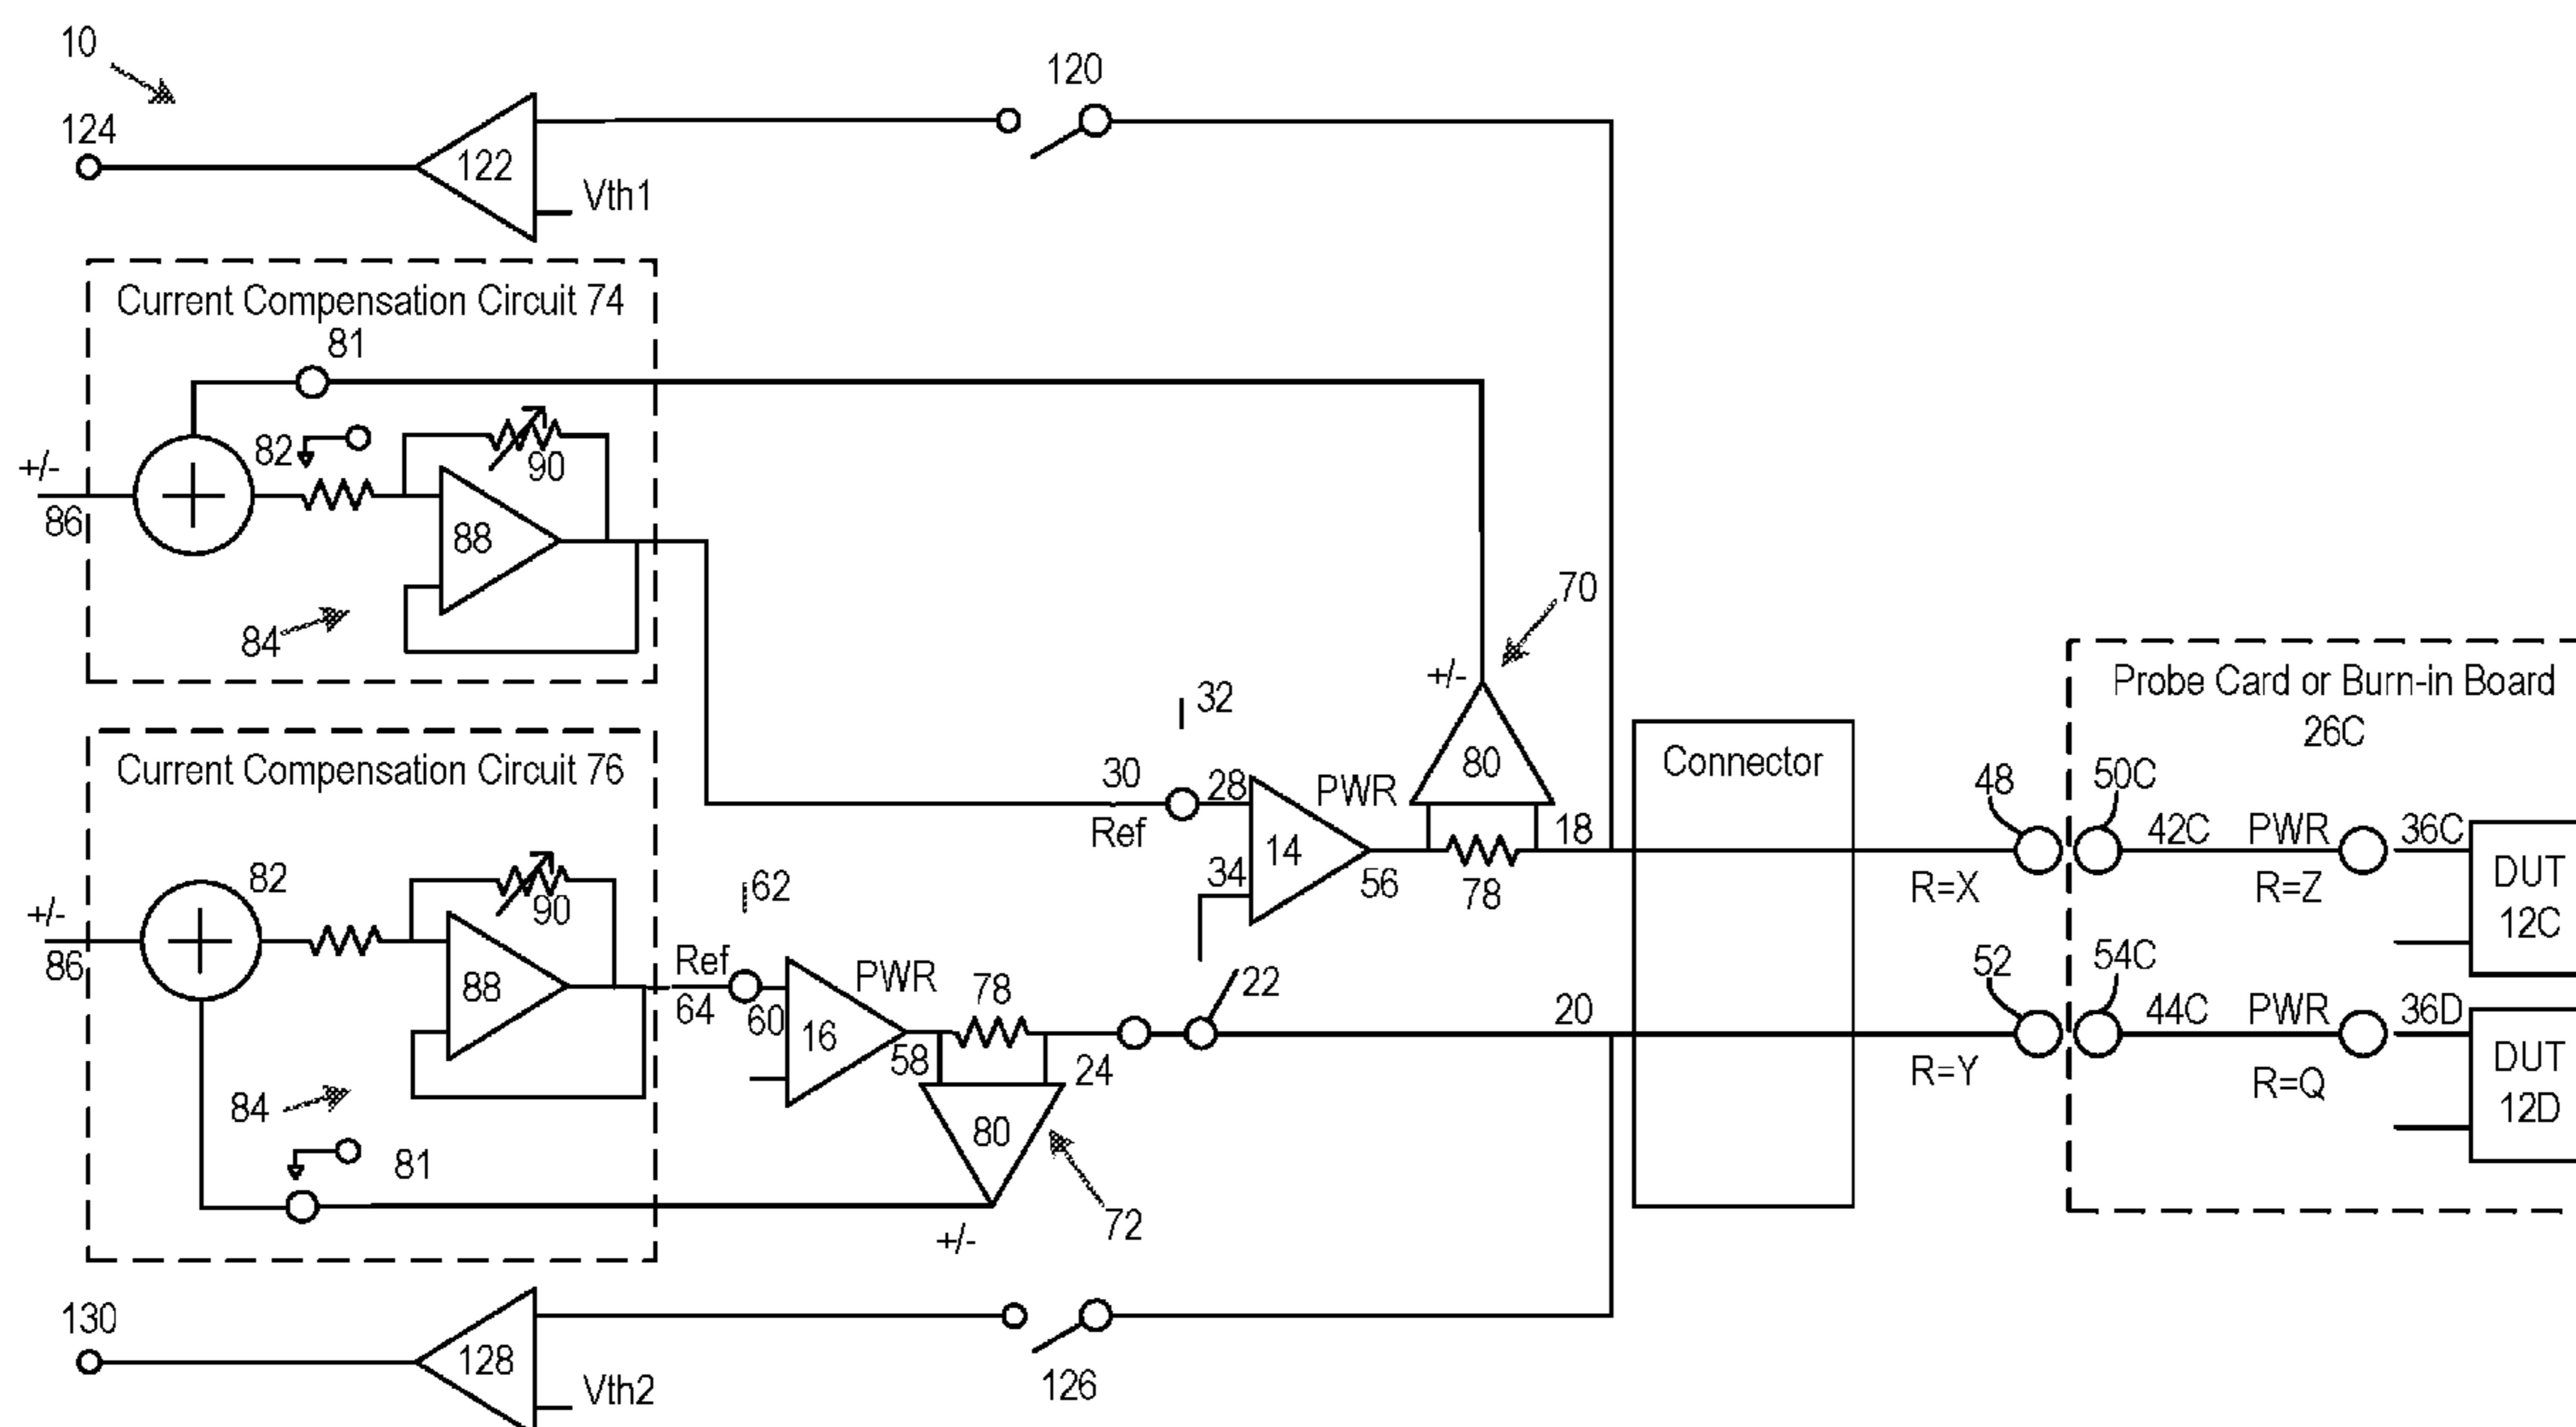 10
120
124
122
Vth1
Current Compensation Circuit 74
81
82
90
+/-
86
88
84
70
+/-
32
Probe Card or Burn-in Board
26C
Current Compensation Circuit 76
30
28
PWR
80
Connector
48
50C
Ref
18
42C
PWR
36C
14
DUT
12C
34
56
78
R=X
R=Z
82
62
90
+/-
86
Ref
PWR
78
22
52
54C
88
64
60
16
20
44C
PWR
36D
58
24
DUT
12D
R=Y
R=Q
84
80
81
72
+/-
130
128
Vth2
126